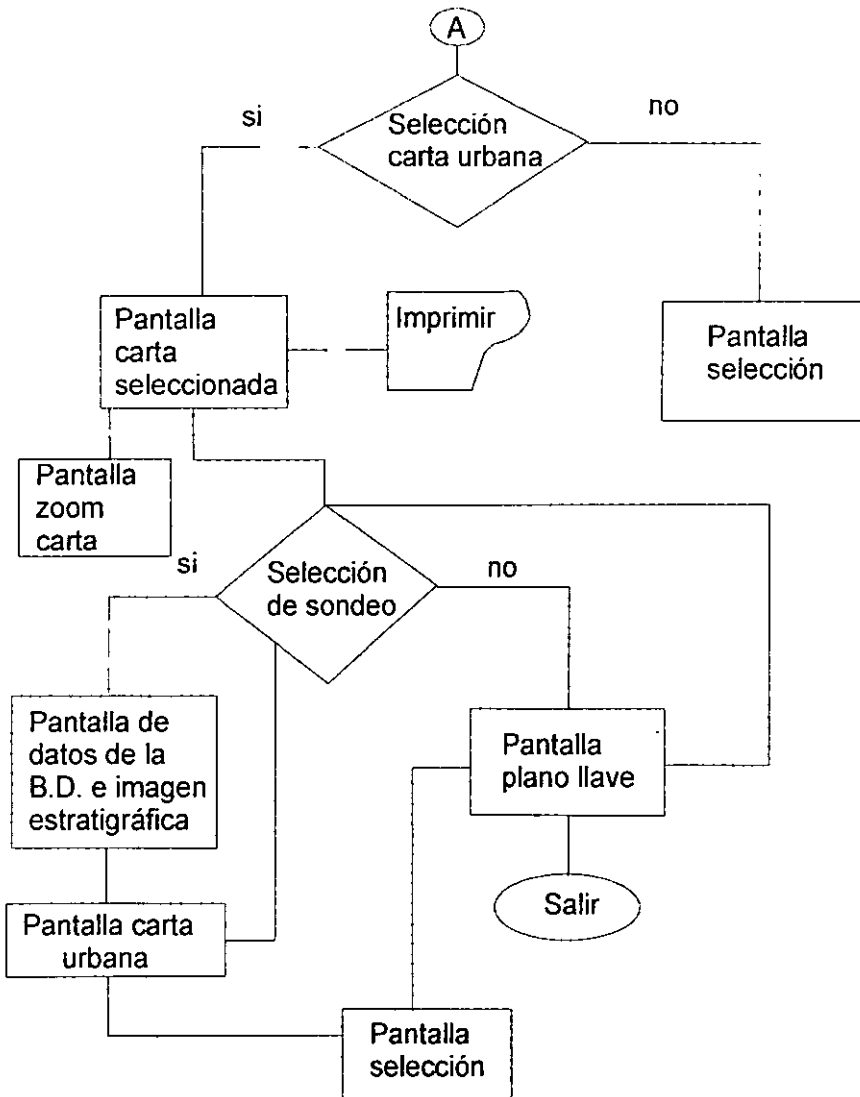 A
si
Selección
carta urbana
no
Pantalla
carta
seleccionada
Imprimir
Pantalla
selección
Pantalla
zoom
carta
si
Selección
de sondeo
no
Pantalla de
datos de la
B.D. e imagen
estratigráfica
Pantalla
plano llave
Pantalla carta
urbana
Salir
Pantalla
selección